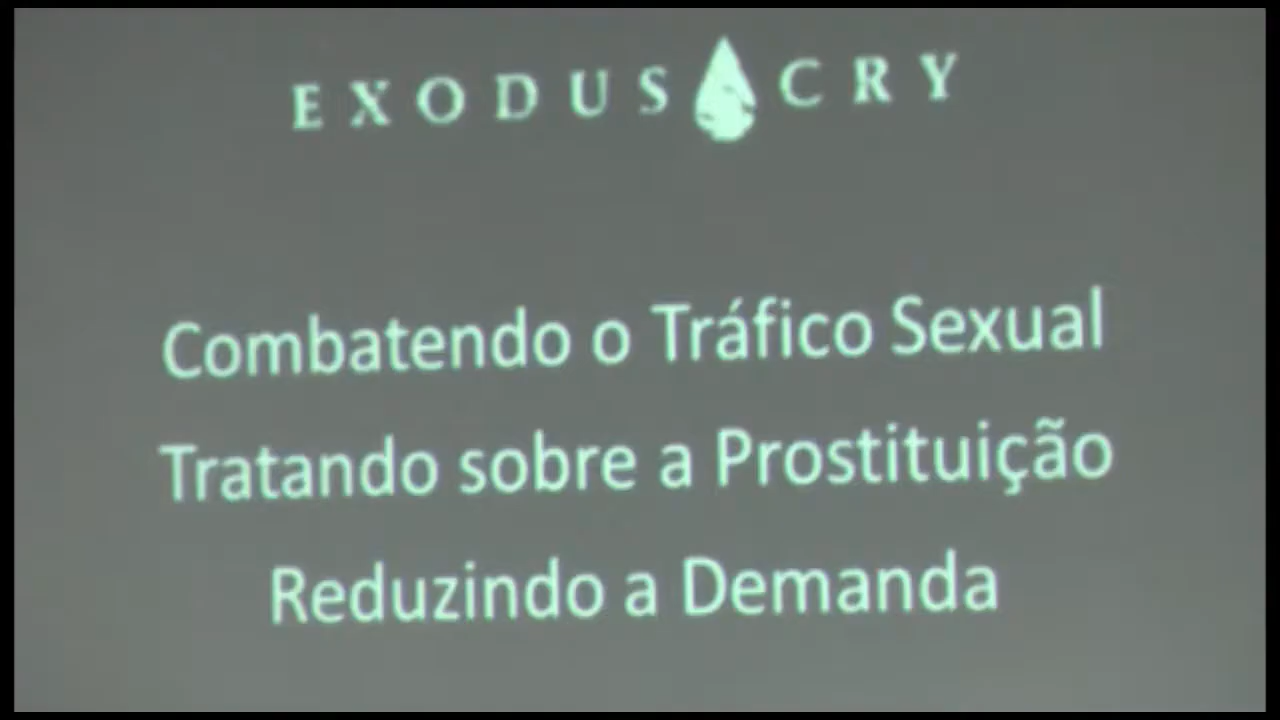 EXODUS CRY
Combatendo o Tráfico Sexual
Tratando sobre a Prostituição
Reduzindo a Demanda